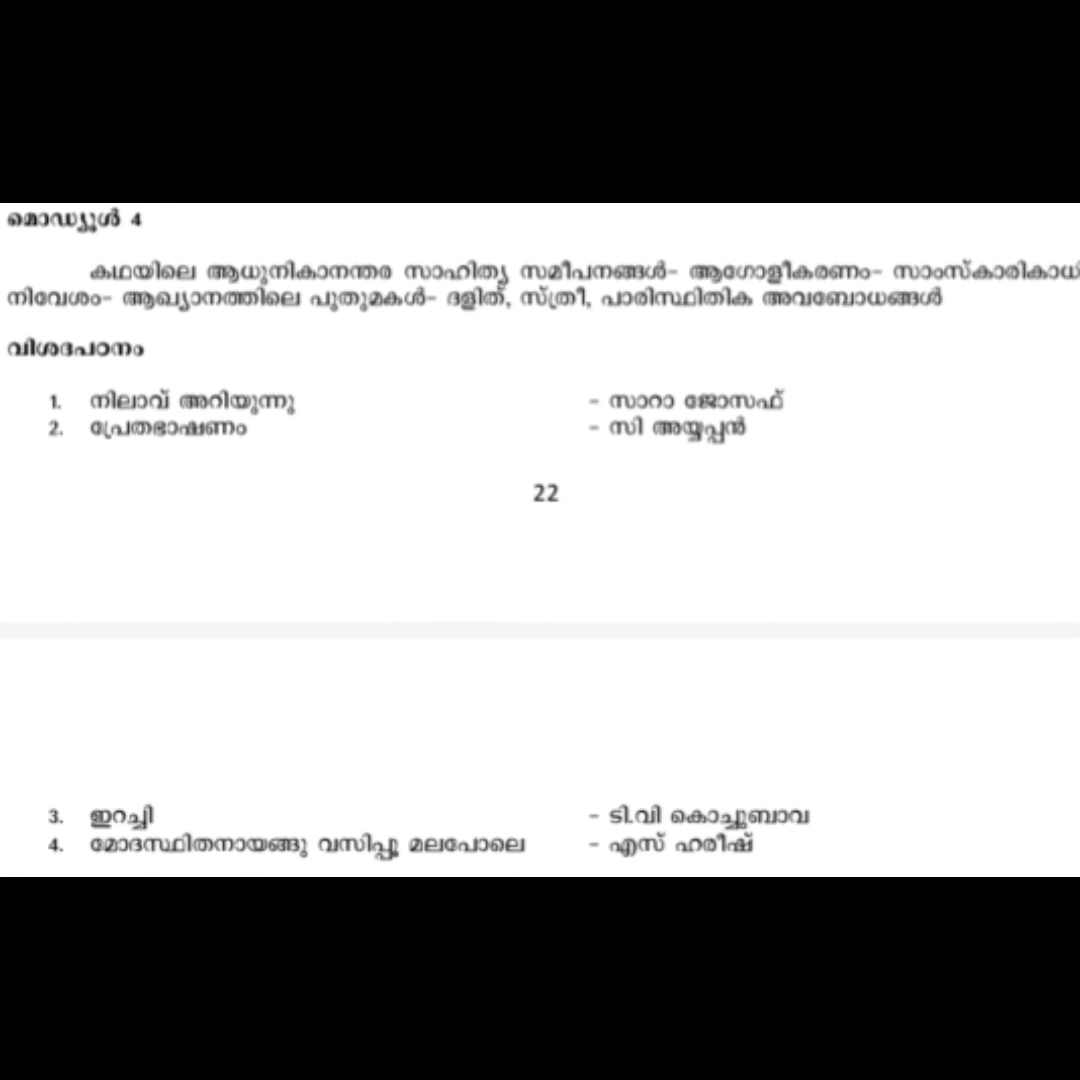 മൊഡ്യൂൾ 4
കഥയിലെ ആധുനികാനന്തര സാഹിത്യ സമീപനങ്ങൾ- ആഗോളീകരണം- സാംസ്കാരികാധി
നിവേശം- ആഖ്യാനത്തിലെ പുതുമകൾ- ദളിത്, സ്ത്രീ, പാരിസ്ഥിതിക അവബോധങ്ങൾ
വിശദപഠനം
1. നിലാവ് അറിയുന്നു - സാറാ ജോസഫ്
2. പ്രേതഭാഷണം - സി അയ്യപ്പൻ
22
3. ഇറച്ചി - ടി.വി കൊച്ചുബാവ
4. മോദസ്ഥിതനായങ്ങു വസിപ്പൂ മലപോലെ - എസ് ഹരീഷ്